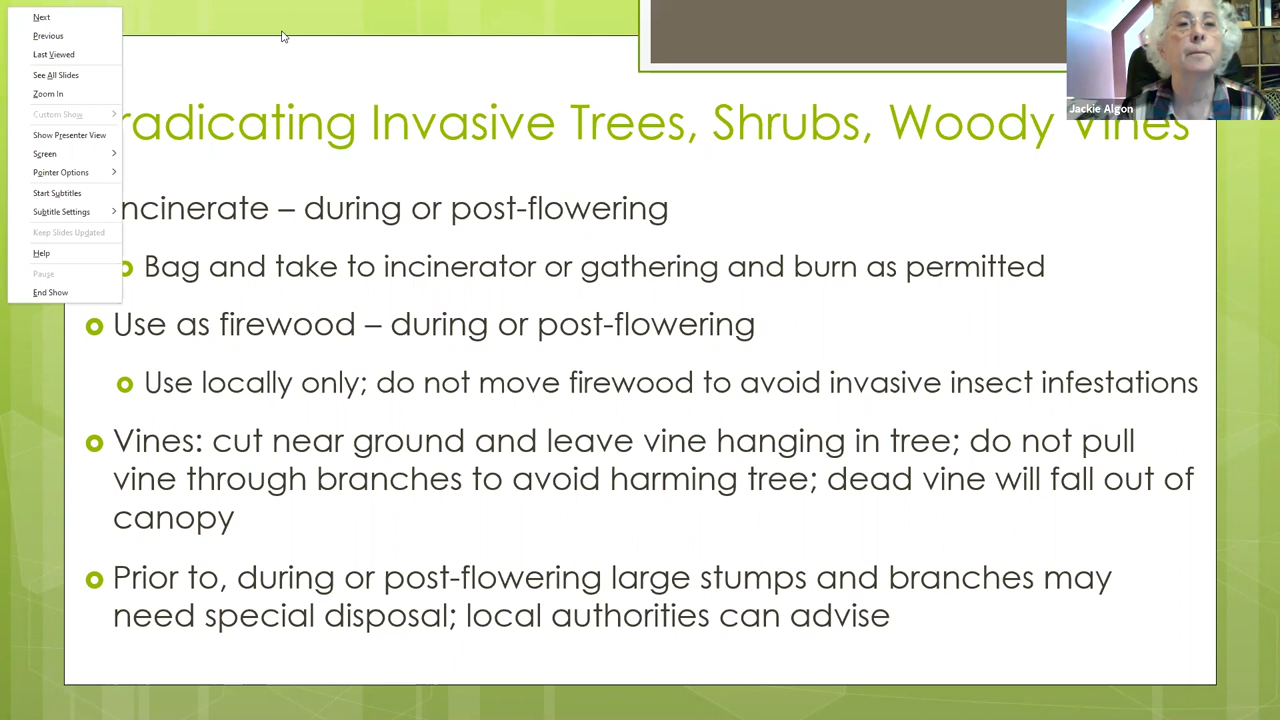 Next
Previous
Last Viewed
See All Slides
Zoom In
Custom Show
Show Presenter View
Screen
Pointer Options
Start Subtitles
Subtitle Settings
Keep Slides Updated
Help
Pause
End Show
Jackie Algon
radicating Invasive Trees, Shrubs, Woody Vines
ncinerate – during or post-flowering
Bag and take to incinerator or gathering and burn as permitted
Use as firewood – during or post-flowering
Use locally only; do not move firewood to avoid invasive insect infestations
Vines: cut near ground and leave vine hanging in tree; do not pull
vine through branches to avoid harming tree; dead vine will fall out of
canopy
Prior to, during or post-flowering large stumps and branches may
need special disposal; local authorities can advise